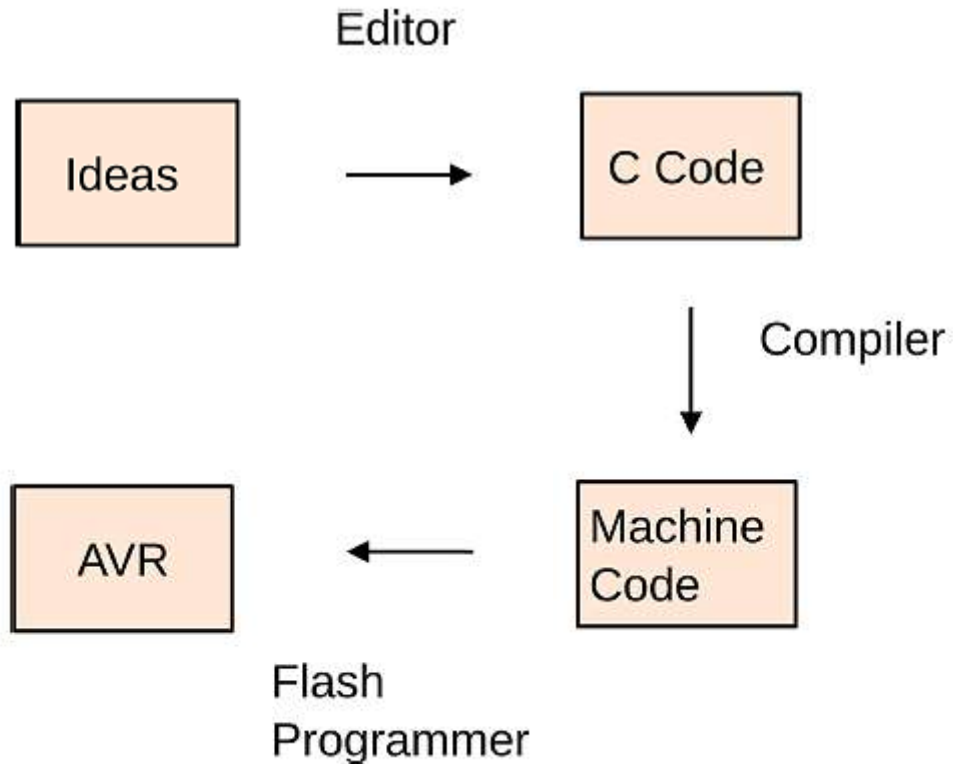 Editor
Ideas
C Code
Compiler
AVR
Machine
Code
Flash
Programmer